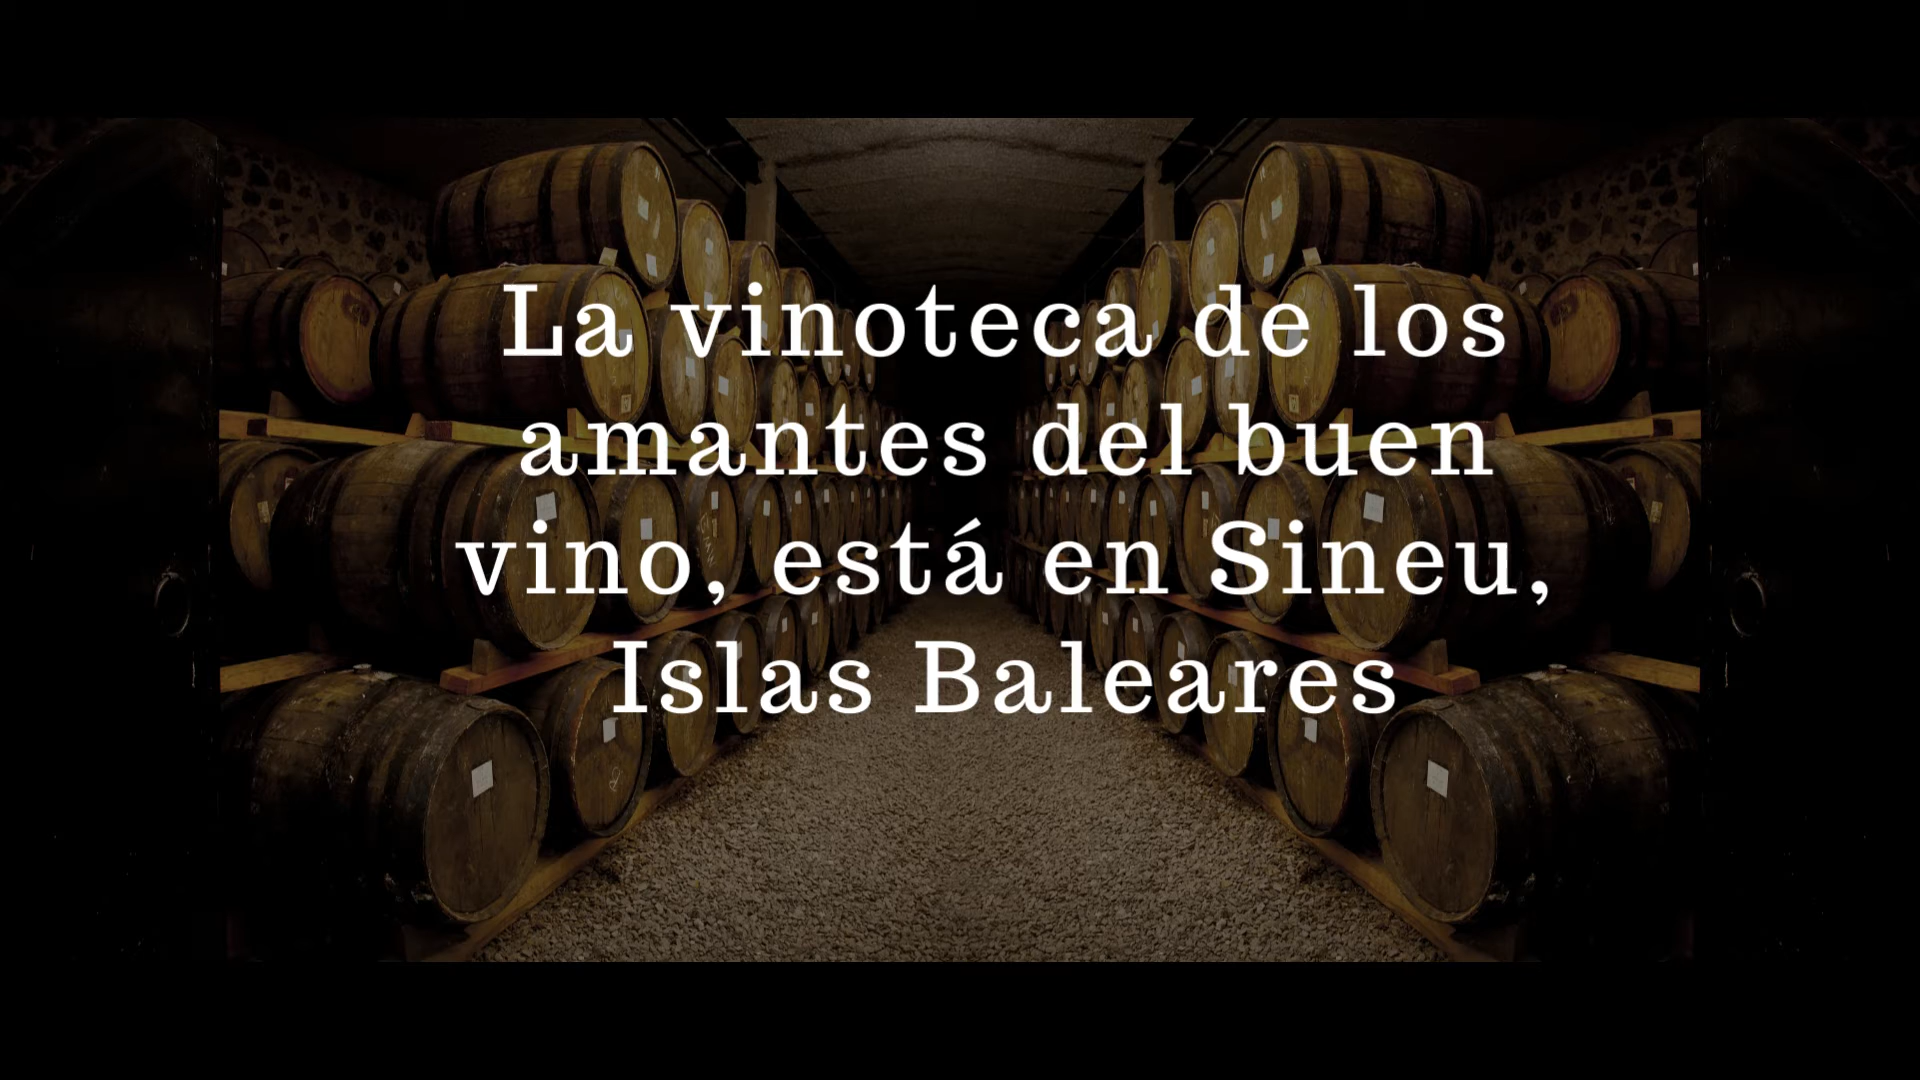 La vinoteca de los
amantes del buen
vino, está en Sineu,
Islas Baleares